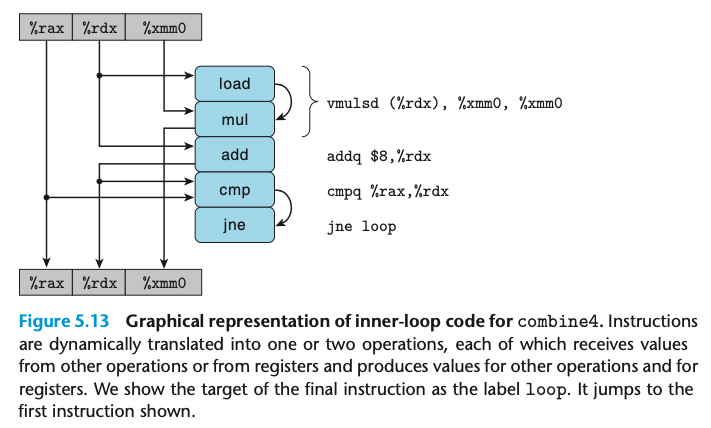 %rax %rdx %xmm0
load
mul
vmulsd (%rdx), %xmm0, %xmm0
add
addq $8,%rdx
cmp
cmpq %rax,%rdx
jne
jne loop
%rax %rdx %xmm0
Figure 5.13 Graphical representation of inner-loop code for combine4. Instructions
are dynamically translated into one or two operations, each of which receives values
from other operations or from registers and produces values for other operations and for
registers. We show the target of the final instruction as the label loop. It jumps to the
first instruction shown.